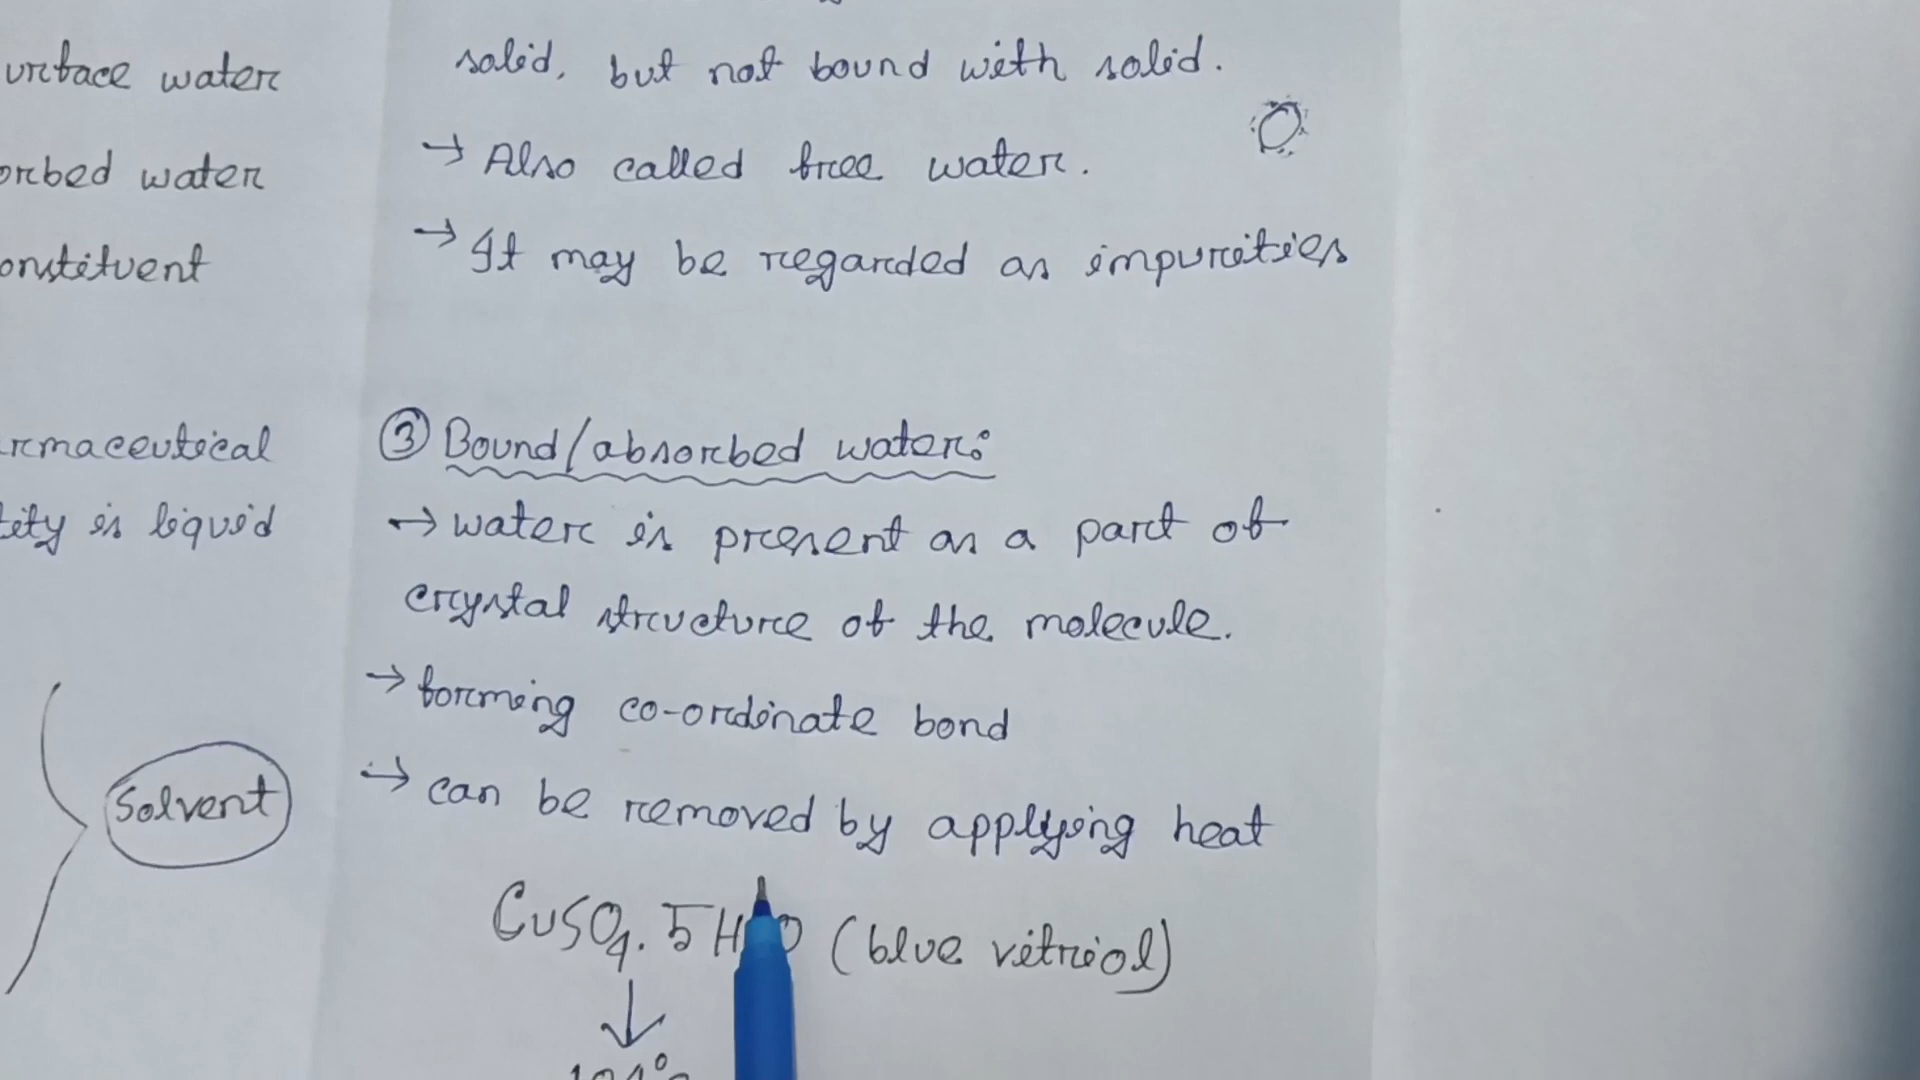 urface water
orbed water
onstituent
rmaceutical
tity is liquid
Solvent
solid, but not bound with solid.
→ Also called free water.
→ It may be regarded as impurities
③ Bound/absorbed water:
→ water is present as a part of
crystal structure of the molecule.
→ forming co-ordinate bond
→ can be removed by applying heat
CuSO4. 5H O (blue vitriol)
↓